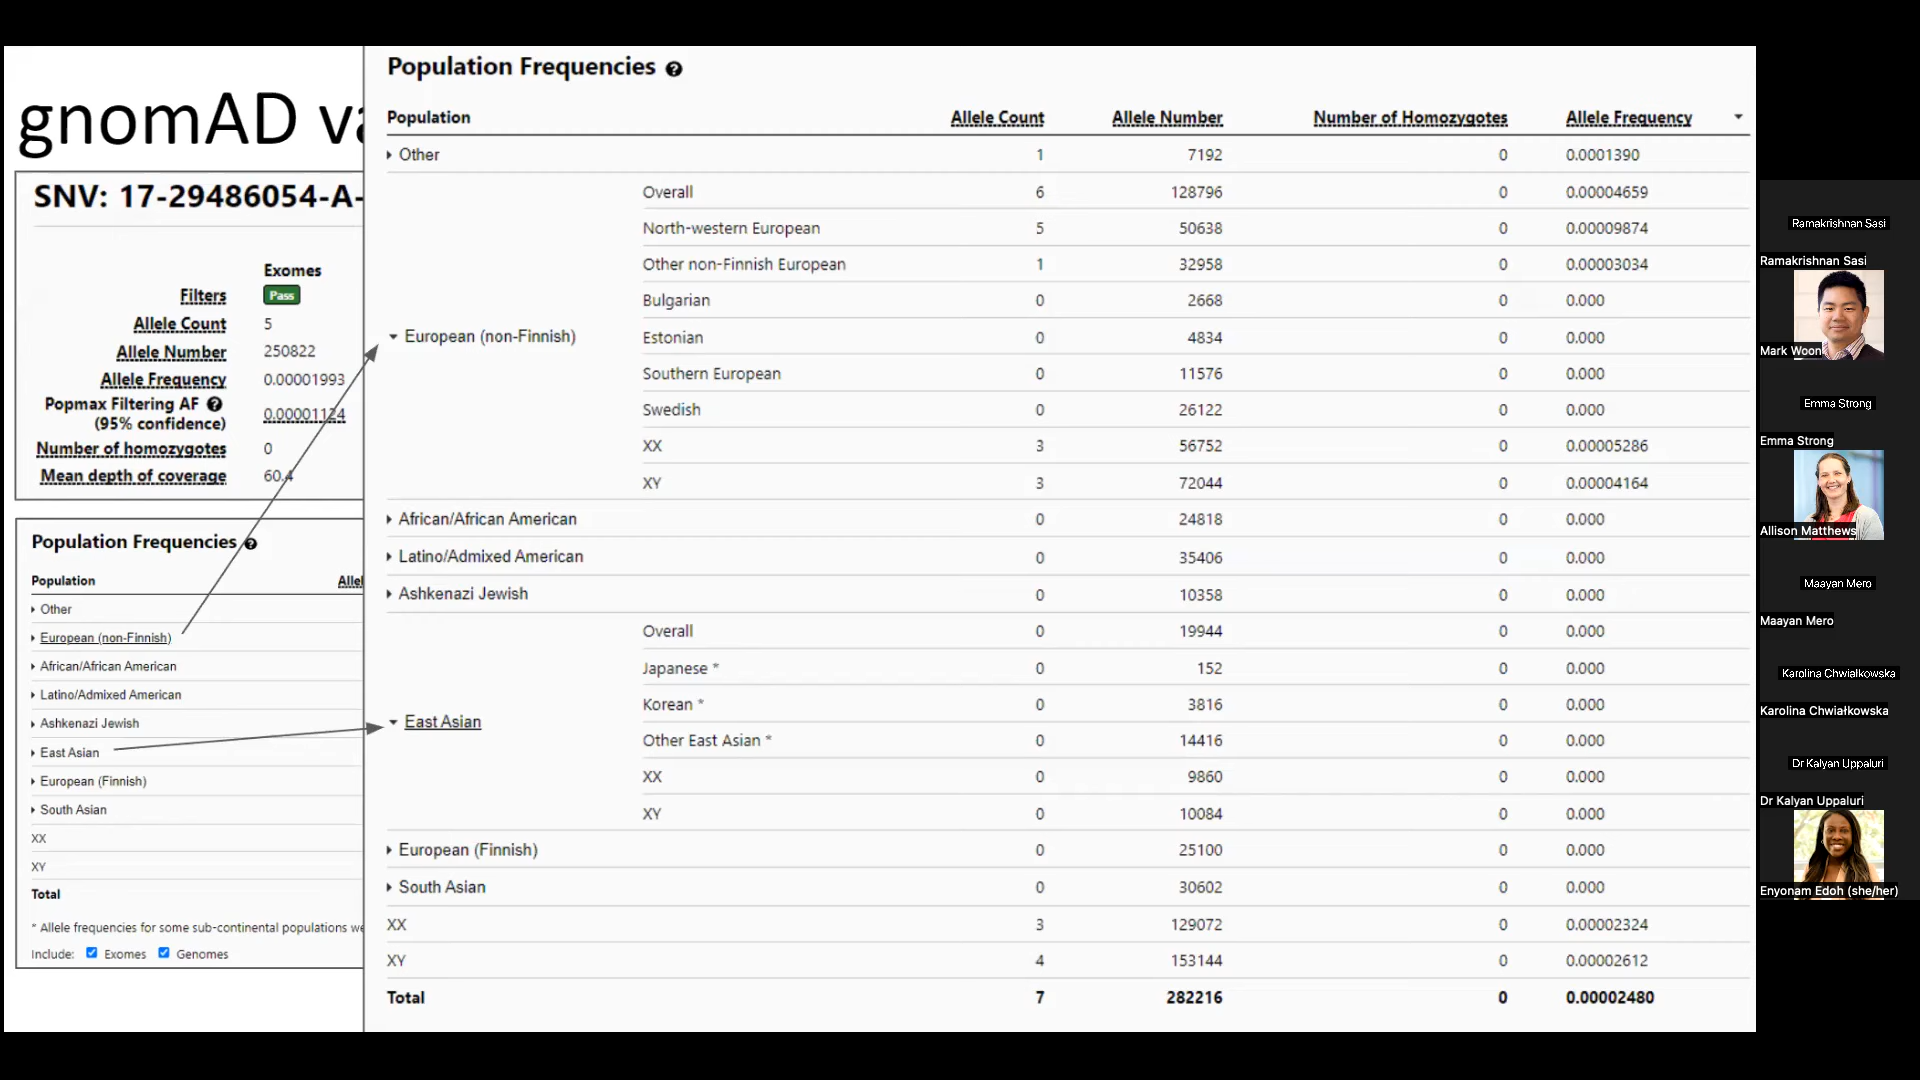 gnomAD va
SNV: 17-29486054-A-
Exomes
Filters Pass
Allele Count 5
Allele Number 250822
Allele Frequency 0.00001993
Popmax Filtering AF ?
(95% confidence) 0.00001124
Number of homozygotes 0
Mean depth of coverage 60.4
Population Frequencies ?
Population Allel
Other
European (non-Finnish)
African/African American
Latino/Admixed American
Ashkenazi Jewish
East Asian
European (Finnish)
South Asian
XX
XY
Total
* Allele frequencies for some sub-continental populations we
Include: Exomes Genomes
Population Frequencies ?
Population Allele Count Allele Number Number of Homozygotes Allele Frequency
Other 1 7192 0 0.0001390
Overall 6 128796 0 0.00004659
North-western European 5 50638 0 0.00009874
Other non-Finnish European 1 32958 0 0.00003034
Bulgarian 0 2668 0 0.000
European (non-Finnish) Estonian 0 4834 0 0.000
Southern European 0 11576 0 0.000
Swedish 0 26122 0 0.000
XX 3 56752 0 0.00005286
XY 3 72044 0 0.00004164
African/African American 0 24818 0 0.000
Latino/Admixed American 0 35406 0 0.000
Ashkenazi Jewish 0 10358 0 0.000
Overall 0 19944 0 0.000
Japanese * 0 152 0 0.000
Korean * 0 3816 0 0.000
East Asian
Other East Asian * 0 14416 0 0.000
XX 0 9860 0 0.000
XY 0 10084 0 0.000
European (Finnish) 0 25100 0 0.000
South Asian 0 30602 0 0.000
XX 3 129072 0 0.00002324
XY 4 153144 0 0.00002612
Total 7 282216 0 0.00002480
Ramakrishnan Sasi
Ramakrishnan Sasi
Mark Woon
Emma Strong
Emma Strong
Allison Matthews
Maayan Mero
Maayan Mero
Karolina Chwiałkowska
Karolina Chwiałkowska
Dr Kalyan Uppaluri
Dr Kalyan Uppaluri
Enyonam Edoh (she/her)